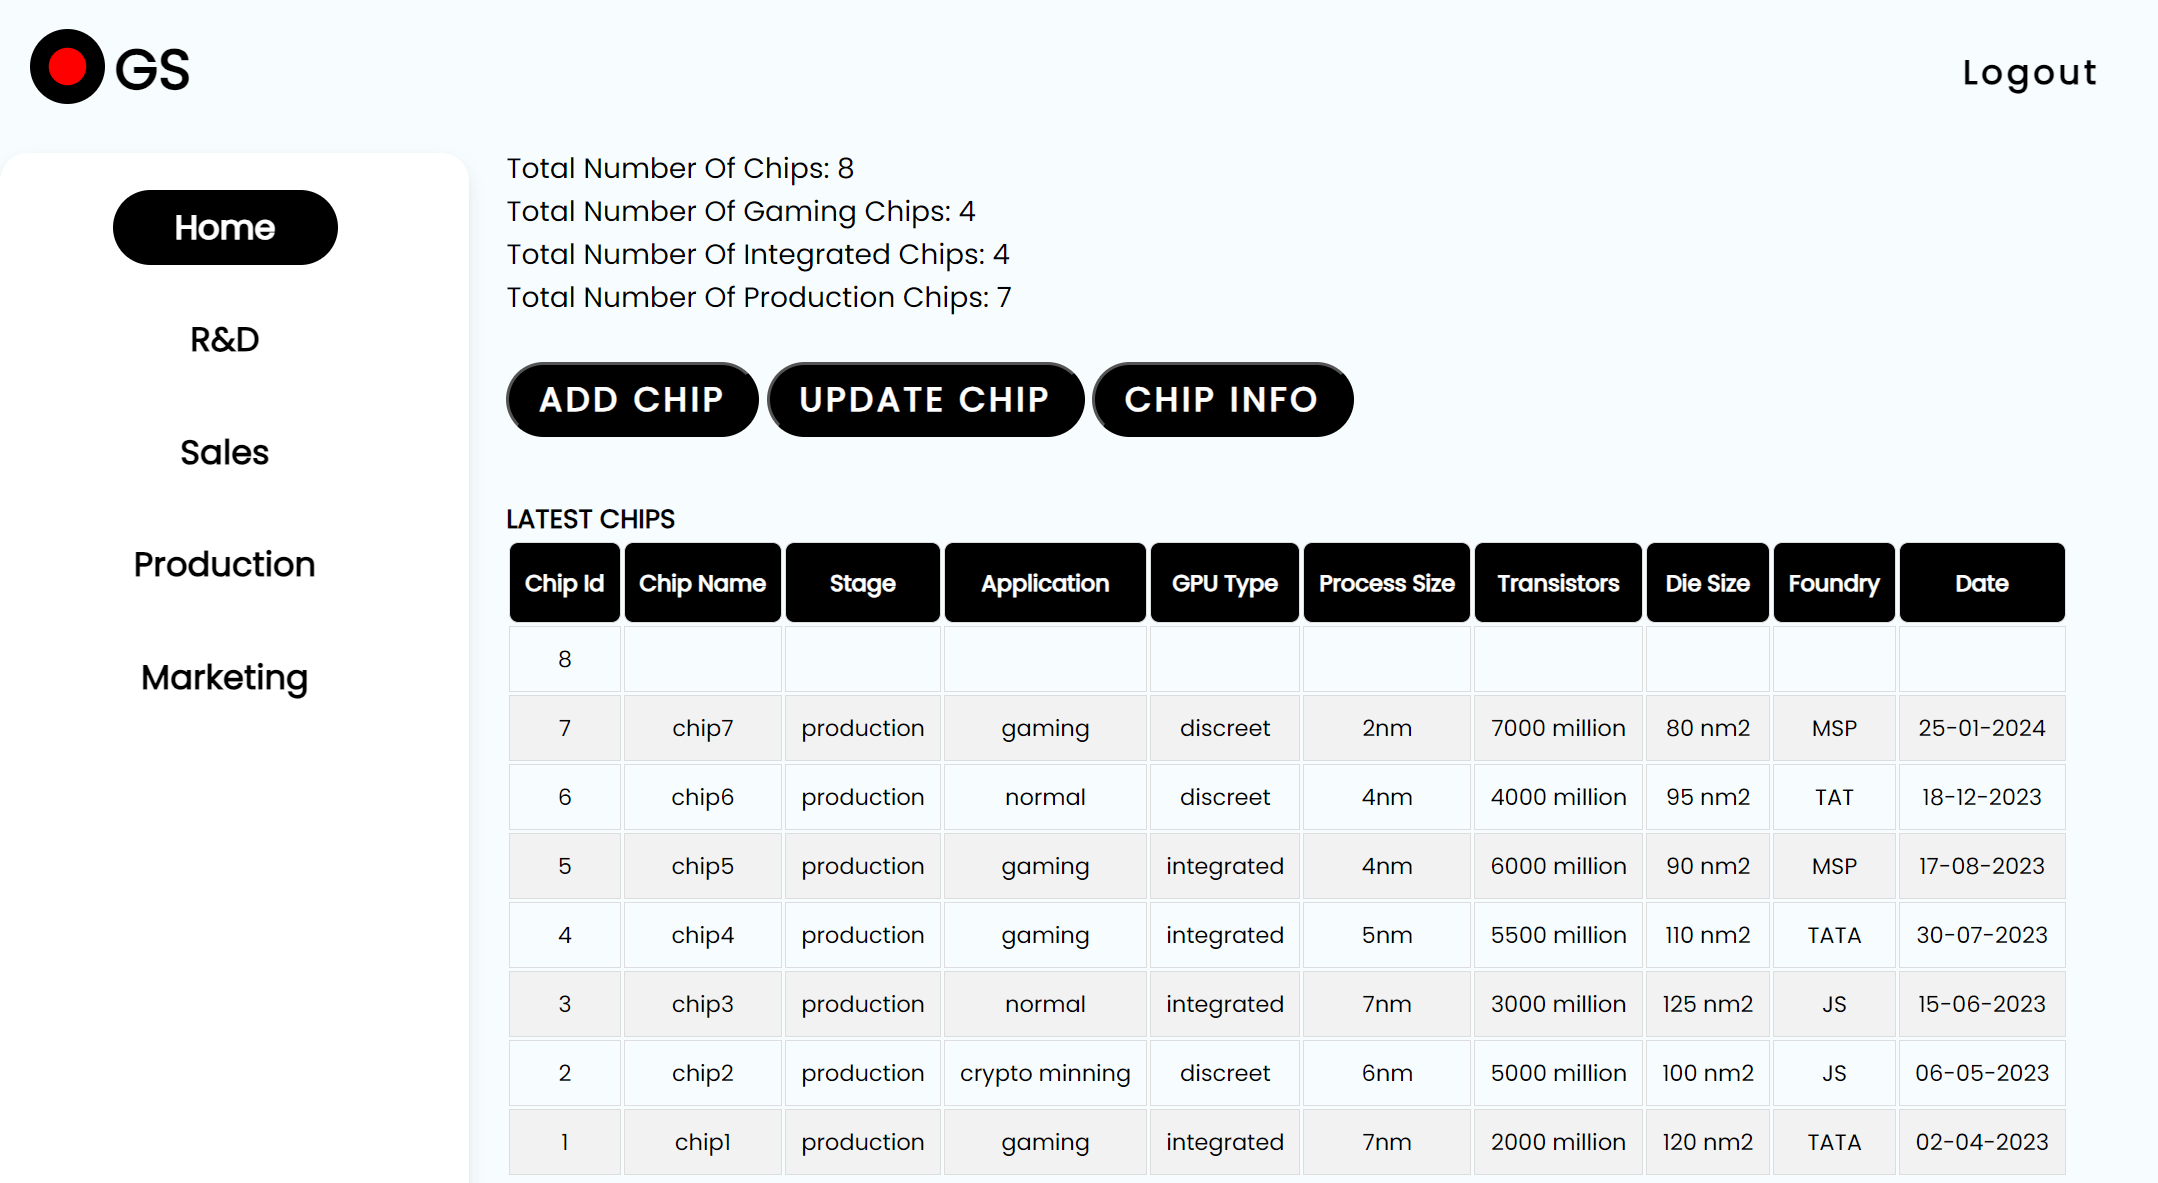 GS
Logout
Home
R&D
Sales
Production
Marketing
Total Number Of Chips: 8
Total Number Of Gaming Chips: 4
Total Number Of Integrated Chips: 4
Total Number Of Production Chips: 7
ADD CHIP UPDATE CHIP CHIP INFO
LATEST CHIPS
Chip Id Chip Name Stage Application GPU Type Process Size Transistors Die Size Foundry Date
8
7 chip7 production gaming discreet 2nm 7000 million 80 nm2 MSP 25-01-2024
6 chip6 production normal discreet 4nm 4000 million 95 nm2 TAT 18-12-2023
5 chip5 production gaming integrated 4nm 6000 million 90 nm2 MSP 17-08-2023
4 chip4 production gaming integrated 5nm 5500 million 110 nm2 TATA 30-07-2023
3 chip3 production normal integrated 7nm 3000 million 125 nm2 JS 15-06-2023
2 chip2 production crypto minning discreet 6nm 5000 million 100 nm2 JS 06-05-2023
1 chip1 production gaming integrated 7nm 2000 million 120 nm2 TATA 02-04-2023